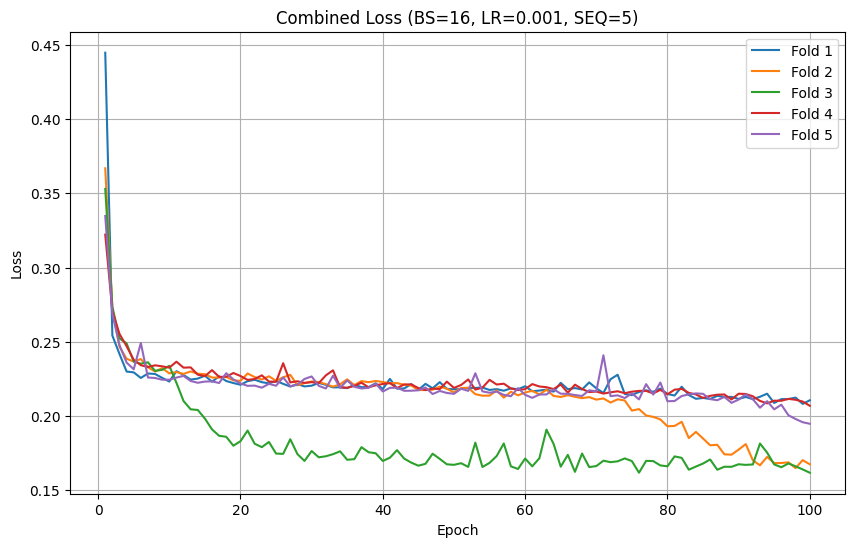 Combined Loss (BS=16, LR=0.001, SEQ=5)
Loss
0.45
0.40
0.35
0.30
0.25
0.20
0.15
Fold 1
Fold 2
Fold 3
Fold 4
Fold 5
0
20
40
60
80
100
Epoch